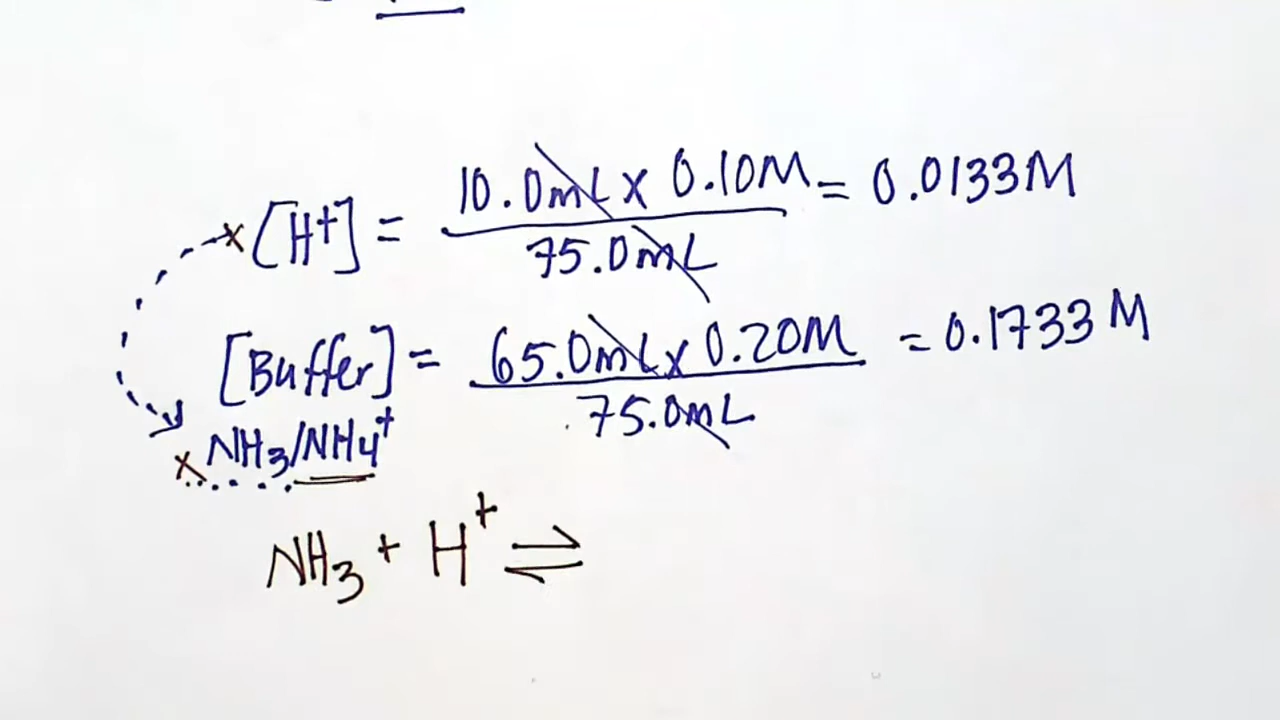 [H+] = 10.0mL x 0.10M / 75.0mL = 0.0133M
[Buffer] = 65.0mL x 0.20M / 75.0mL = 0.1733M
NH3/NH4+
NH3 + H+ ⇌